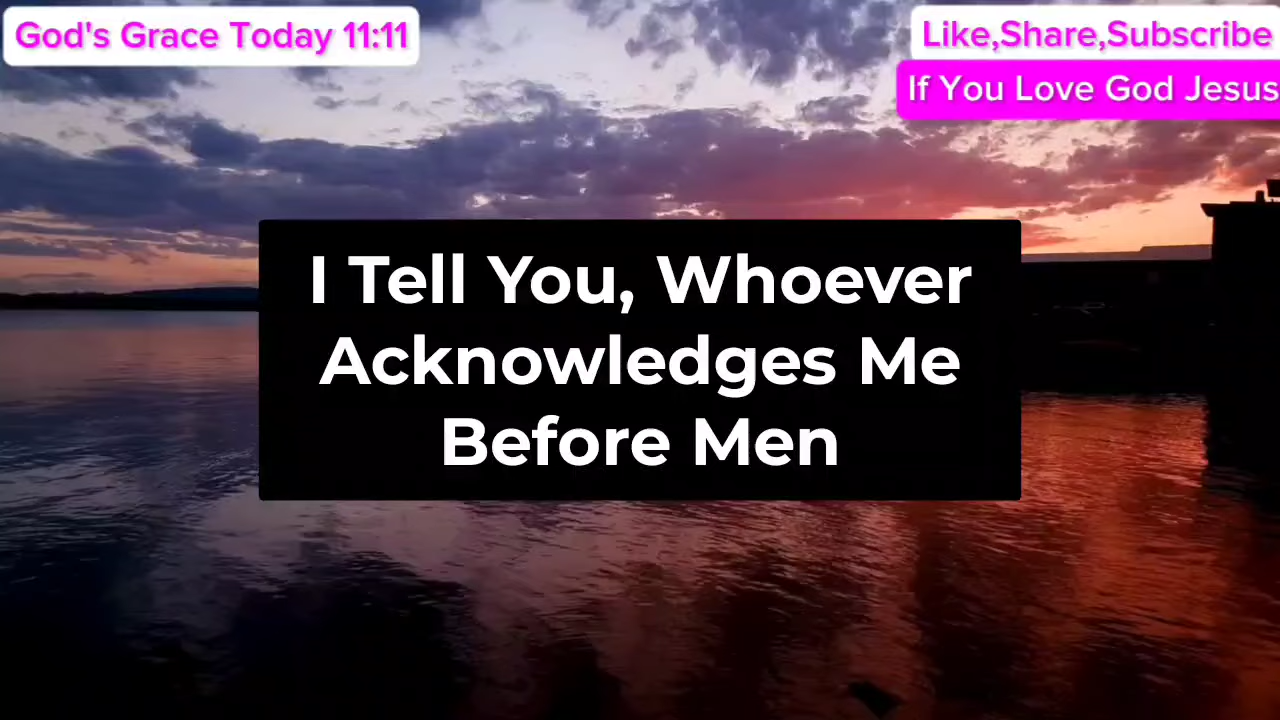 God's Grace Today 11:11
Like,Share,Subscribe
If You Love God Jesus
I Tell You, Whoever
Acknowledges Me
Before Men